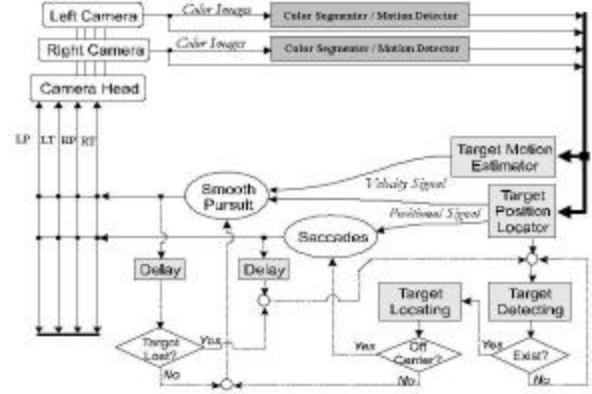 Left Camera
Color Images
Color Segmenter / Motion Detector
Right Camera
Color Images
Color Segmenter / Motion Detector
Camera Head
LP LT RP RT
Target Motion
Estimator
Velocity Signal
Smooth
Pursuit
Target
Position
Locator
Positional Signal
Saccades
Delay
Delay
Target
Locating
Target
Detecting
Target
Lost?
Yes
No
Off
Center?
Yes
No
Exist?
Yes
No